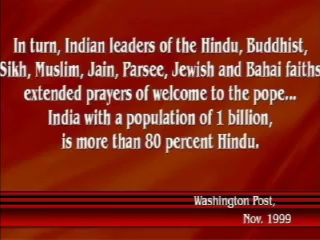 In turn, Indian leaders of the Hindu, Buddhist,
Sikh, Muslim, Jain, Parsee, Jewish and Bahai faiths
extended prayers of welcome to the pope...
India with a population of 1 billion,
is more than 80 percent Hindu.
Washington Post,
Nov. 1999